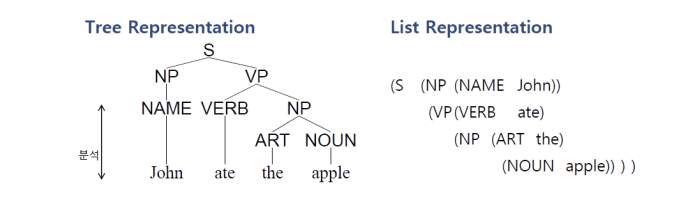 Tree Representation
S
NP VP
NAME VERB NP
ART NOUN
분석
John ate the apple
List Representation
(S (NP (NAME John))
(VP(VERB ate)
(NP (ART the)
(NOUN apple)) ) )